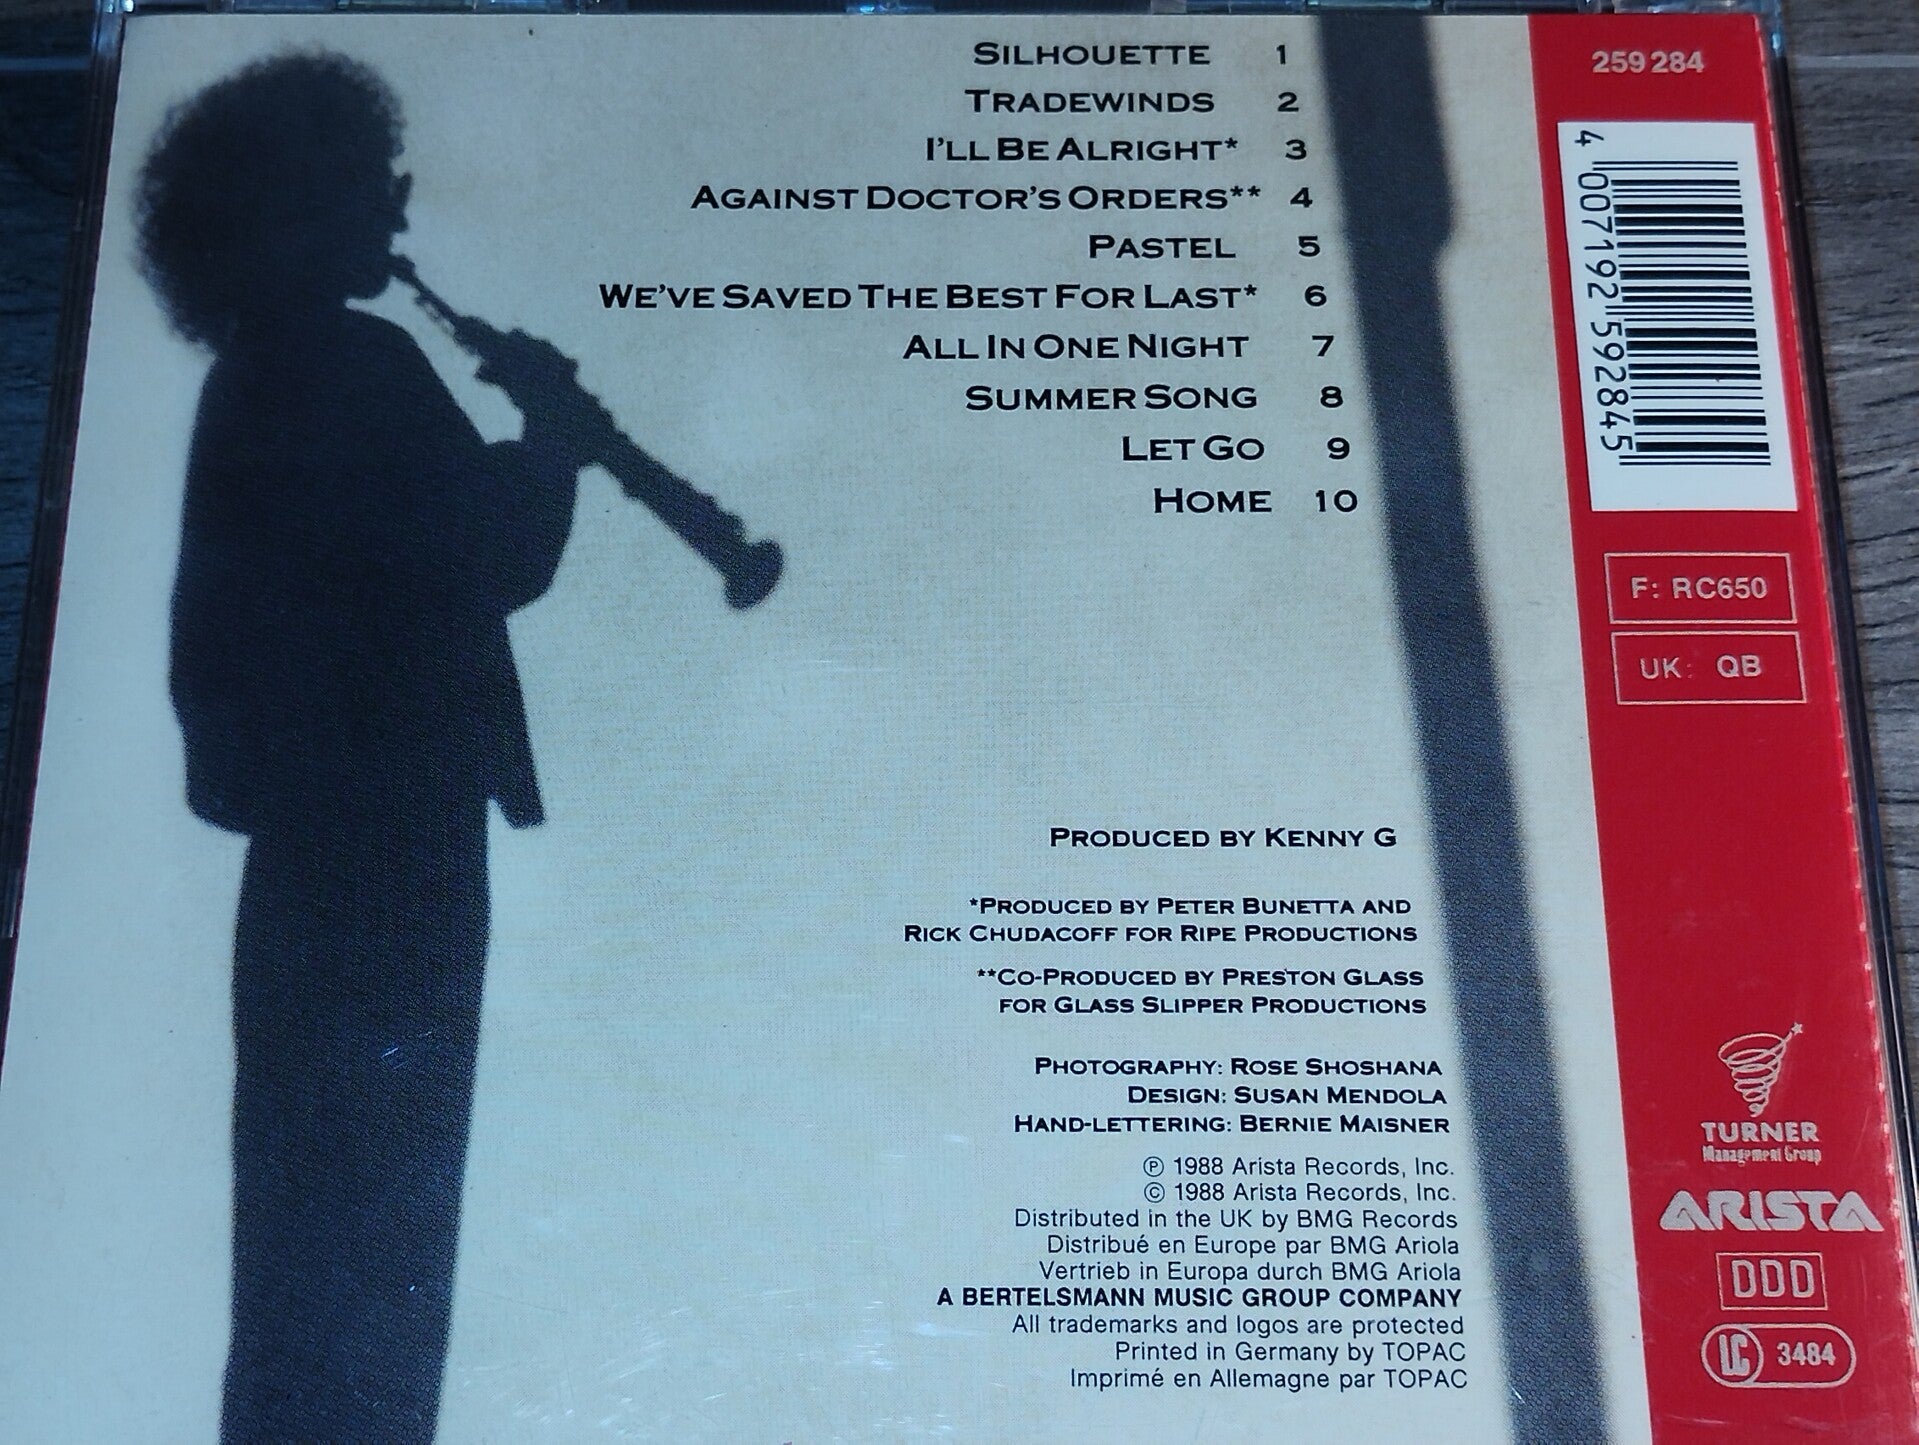 SILHOUETTE 1
TRADEWINDS 2
I'LL BE ALRIGHT* 3
AGAINST DOCTOR'S ORDERS** 4
PASTEL 5
WE'VE SAVED THE BEST FOR LAST* 6
ALL IN ONE NIGHT 7
SUMMER SONG 8
LET GO 9
HOME 10
PRODUCED BY KENNY G
*PRODUCED BY PETER BUNETTA AND
RICK CHUDACOFF FOR RIPE PRODUCTIONS
**CO-PRODUCED BY PRESTON GLASS
FOR GLASS SLIPPER PRODUCTIONS
PHOTOGRAPHY: ROSE SHOSHANA
DESIGN: SUSAN MENDOLA
HAND-LETTERING: BERNIE MAISNER
℗ 1988 Arista Records, Inc.
© 1988 Arista Records, Inc.
Distributed in the UK by BMG Records
Distribué en Europe par BMG Ariola
Vertrieb in Europa durch BMG Ariola
A BERTELSMANN MUSIC GROUP COMPANY
All trademarks and logos are protected
Printed in Germany by TOPAC
Imprimé en Allemagne par TOPAC
259 284
4 007192 592845
F: RC650
UK: QB
TURNER
Management Group
ARISTA
DDD
LC 3484